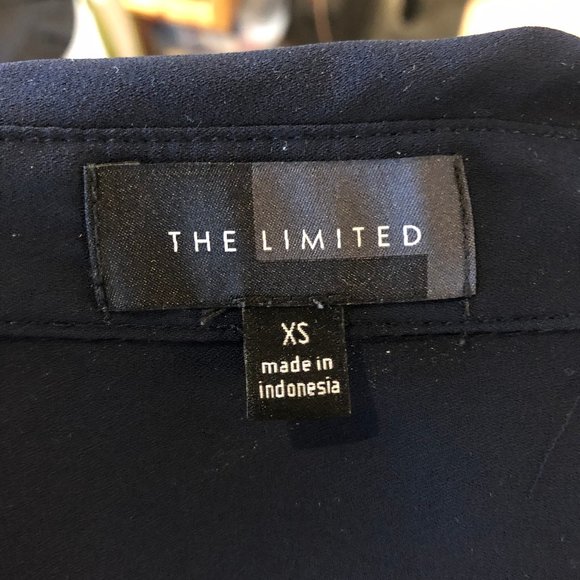 THE LIMITED
XS
made in
indonesia